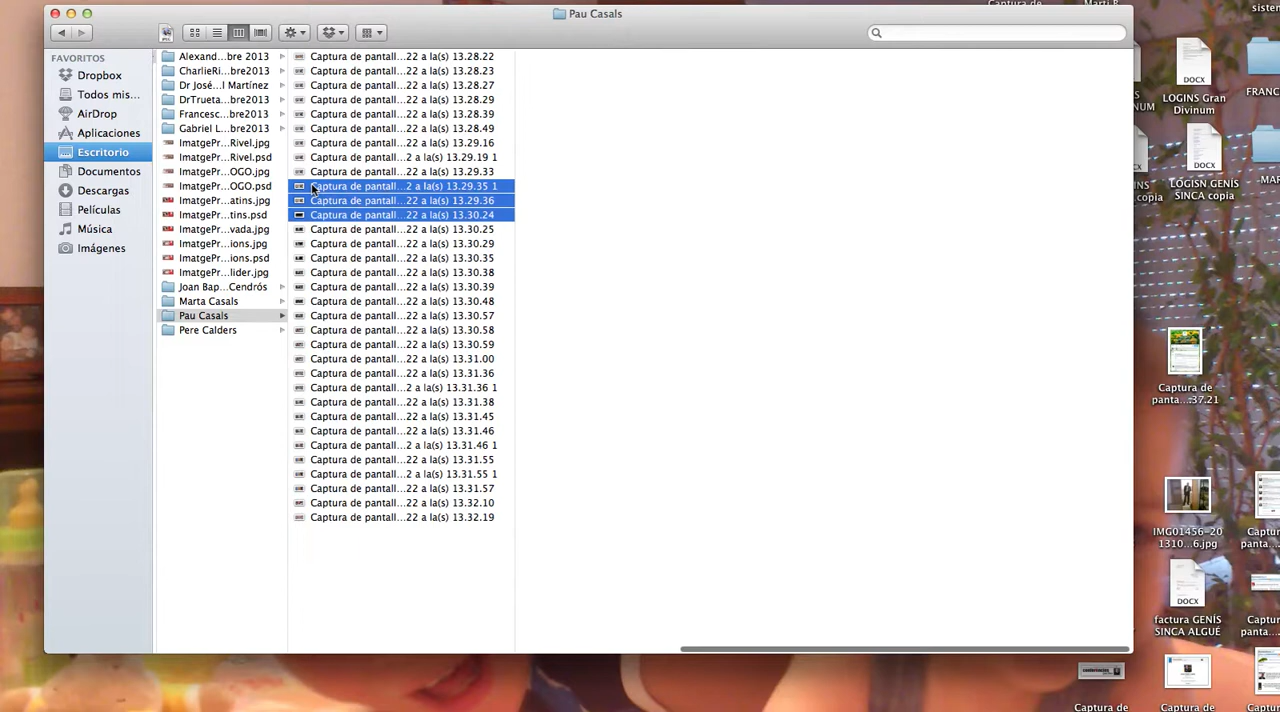 Pau Casals
FAVORITOS
Dropbox
Todos mis...
AirDrop
Aplicaciones
Escritorio
Documentos
Descargas
Películas
Música
Imágenes
Alexand...bre 2013
CharlieRi...bre2013
Dr José...l Martínez
DrTrueta...bre2013
Francesc...bre2013
Gabriel L...bre2013
ImatgePr...Rivel.jpg
ImatgePr...Rivel.psd
ImatgePr...OGO.jpg
ImatgePr...OGO.psd
ImatgePr...atins.jpg
ImatgePr...tins.psd
ImatgePr...vada.jpg
ImatgePr...ions.jpg
ImatgePr...ions.psd
ImatgePr...lider.jpg
Joan Bap...Cendrós
Marta Casals
Pau Casals
Pere Calders
Captura de pantall...22 a la(s) 13.28.22
Captura de pantall...22 a la(s) 13.28.23
Captura de pantall...22 a la(s) 13.28.27
Captura de pantall...22 a la(s) 13.28.29
Captura de pantall...22 a la(s) 13.28.39
Captura de pantall...22 a la(s) 13.28.49
Captura de pantall...22 a la(s) 13.29.16
Captura de pantall...2 a la(s) 13.29.19 1
Captura de pantall...22 a la(s) 13.29.33
Captura de pantall...2 a la(s) 13.29.35 1
Captura de pantall...22 a la(s) 13.29.36
Captura de pantall...22 a la(s) 13.30.24
Captura de pantall...22 a la(s) 13.30.25
Captura de pantall...22 a la(s) 13.30.29
Captura de pantall...22 a la(s) 13.30.35
Captura de pantall...22 a la(s) 13.30.38
Captura de pantall...22 a la(s) 13.30.39
Captura de pantall...22 a la(s) 13.30.48
Captura de pantall...22 a la(s) 13.30.57
Captura de pantall...22 a la(s) 13.30.58
Captura de pantall...22 a la(s) 13.30.59
Captura de pantall...22 a la(s) 13.31.00
Captura de pantall...22 a la(s) 13.31.36
Captura de pantall...2 a la(s) 13.31.36 1
Captura de pantall...22 a la(s) 13.31.38
Captura de pantall...22 a la(s) 13.31.45
Captura de pantall...22 a la(s) 13.31.46
Captura de pantall...2 a la(s) 13.31.46 1
Captura de pantall...22 a la(s) 13.31.55
Captura de pantall...2 a la(s) 13.31.55 1
Captura de pantall...22 a la(s) 13.31.57
Captura de pantall...22 a la(s) 13.32.10
Captura de pantall...22 a la(s) 13.32.19
sistem
DOCX
LOGINS Gran
Divinum
FRANC
DOCX
LOGISN GENÍS
SINCA copia
MAR
Captura de
panta...37.21
IMG01456-20
1310...6.jpg
Captur
panta...
DOCX
factura GENÍS
SINCA ALGUÉ
Captur
panta...
Captura de
Captura de
Captur